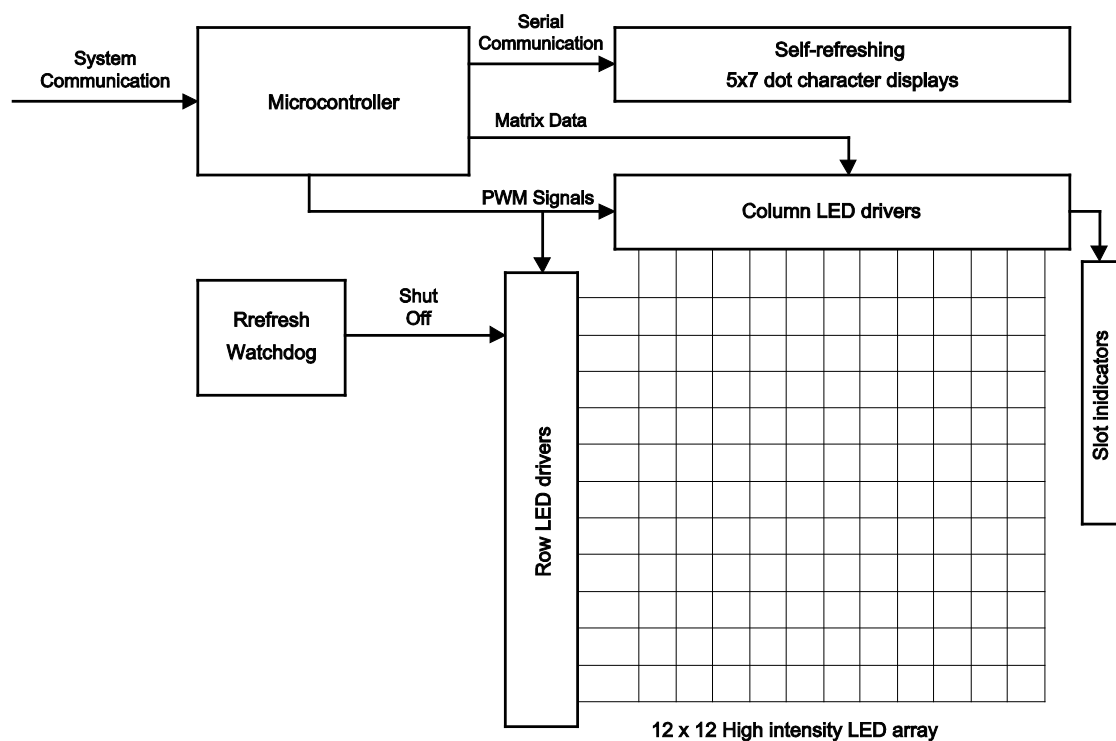 System
Communication
Microcontroller
Serial
Communication
Self-refreshing
5x7 dot character displays
Matrix Data
PWM Signals
Column LED drivers
Rrefresh
Watchdog
Shut
Off
Row LED drivers
Slot inidicators
12 x 12 High intensity LED array